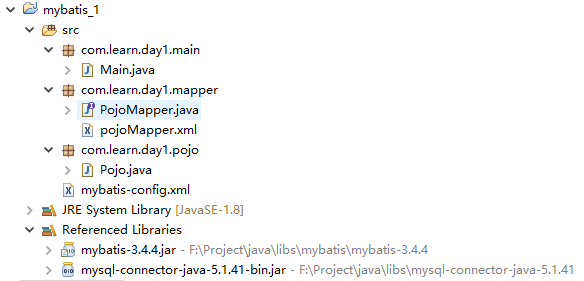 mybatis_1
src
com.learn.day1.main
Main.java
com.learn.day1.mapper
PojoMapper.java
pojoMapper.xml
com.learn.day1.pojo
Pojo.java
mybatis-config.xml
JRE System Library [JavaSE-1.8]
Referenced Libraries
mybatis-3.4.4.jar - F:\Project\java\libs\mybatis\mybatis-3.4.4
mysql-connector-java-5.1.41-bin.jar - F:\Project\java\libs\mysql-connector-java-5.1.41